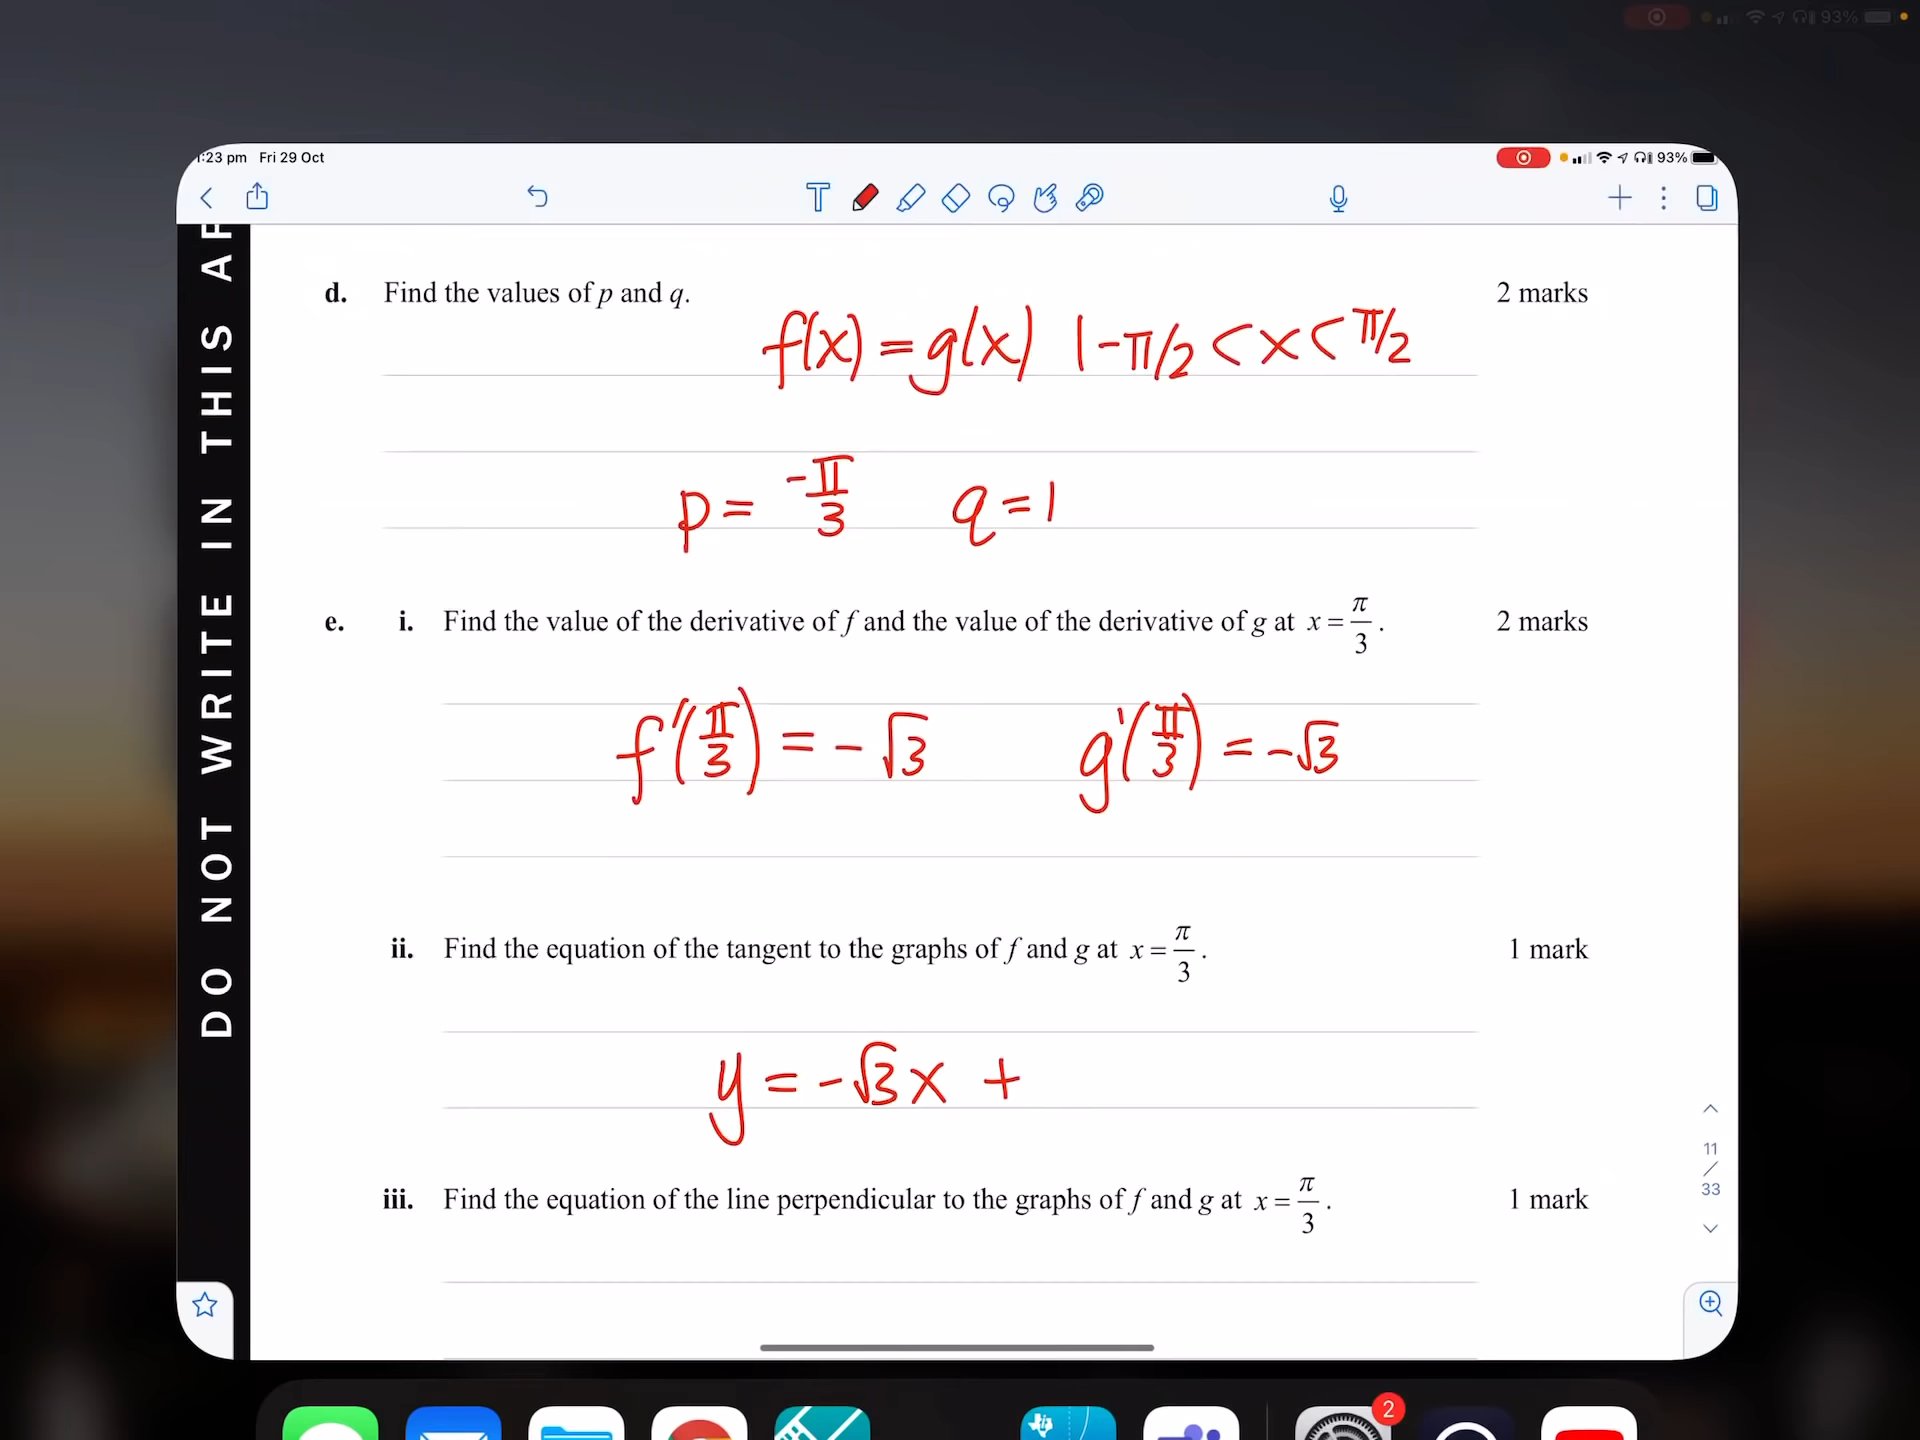 93%
1:23 pm Fri 29 Oct 93%
DO NOT WRITE IN THIS AR
d. Find the values of p and q. 2 marks
f(x) = g(x) | -π/2 < x < π/2
p = -π/3 q = 1
e. i. Find the value of the derivative of f and the value of the derivative of g at x = π/3. 2 marks
f'(π/3) = -√3 g'(π/3) = -√3
ii. Find the equation of the tangent to the graphs of f and g at x = π/3. 1 mark
y = -√3x +
11
/
33
iii. Find the equation of the line perpendicular to the graphs of f and g at x = π/3. 1 mark
2